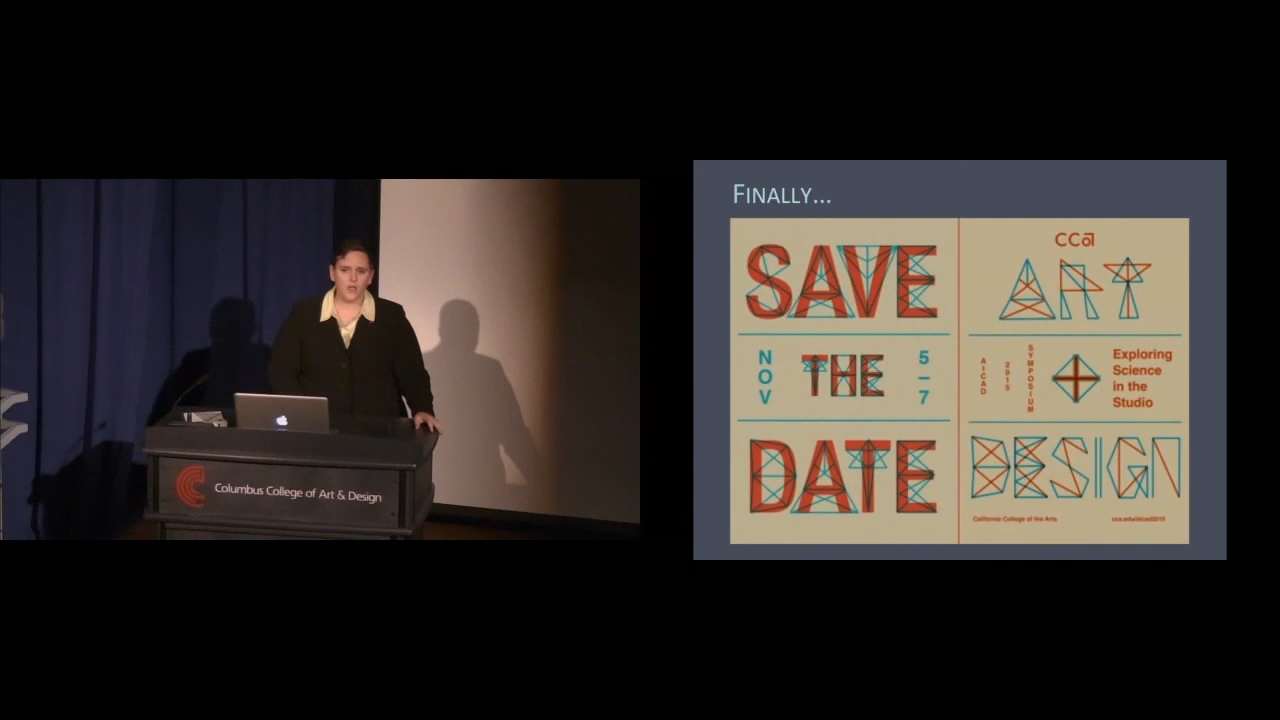 Columbus College of Art & Design
FINALLY...
SAVE
NOV
THE
5–7
DATE
cca
ART
AICAD
2015
SYMPOSIUM
Exploring
Science
in the
Studio
DESIGN
California College of the Arts
cca.edu/aicad2015